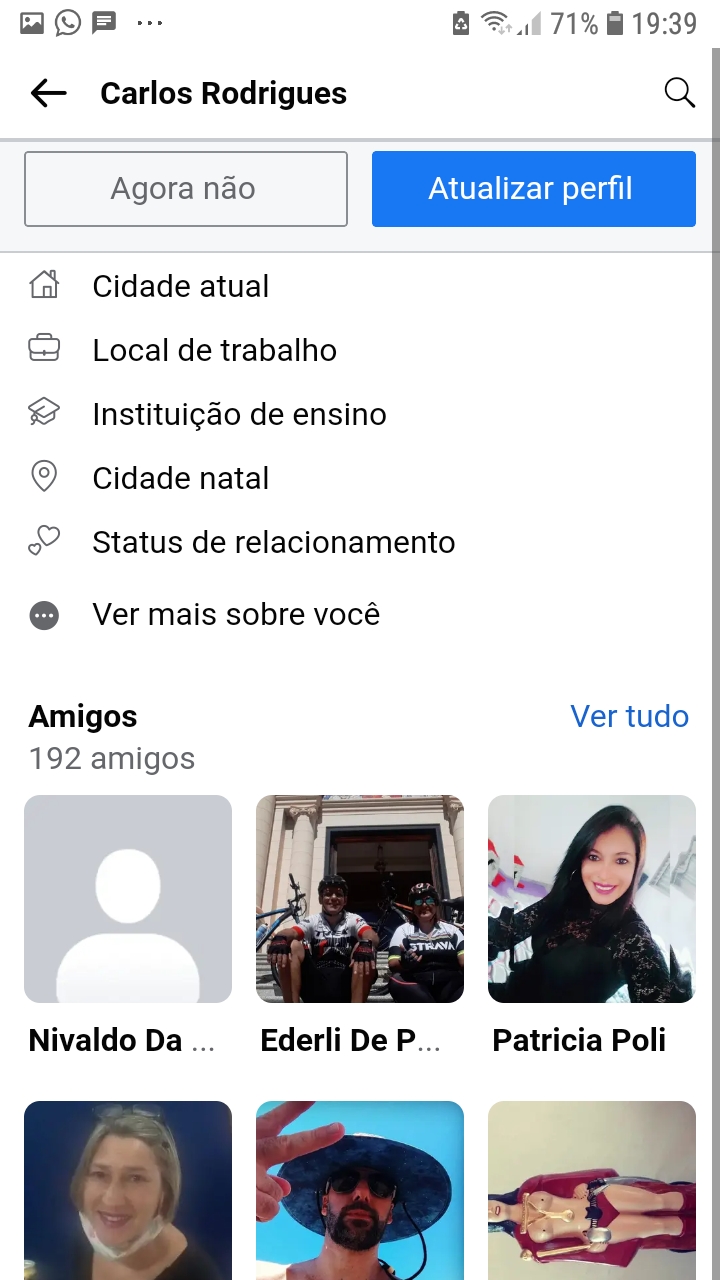 71% 19:39
Carlos Rodrigues
Agora não
Atualizar perfil
Cidade atual
Local de trabalho
Instituição de ensino
Cidade natal
Status de relacionamento
Ver mais sobre você
Amigos
Ver tudo
192 amigos
STRAVA
Nivaldo Da ...
Ederli De P...
Patricia Poli